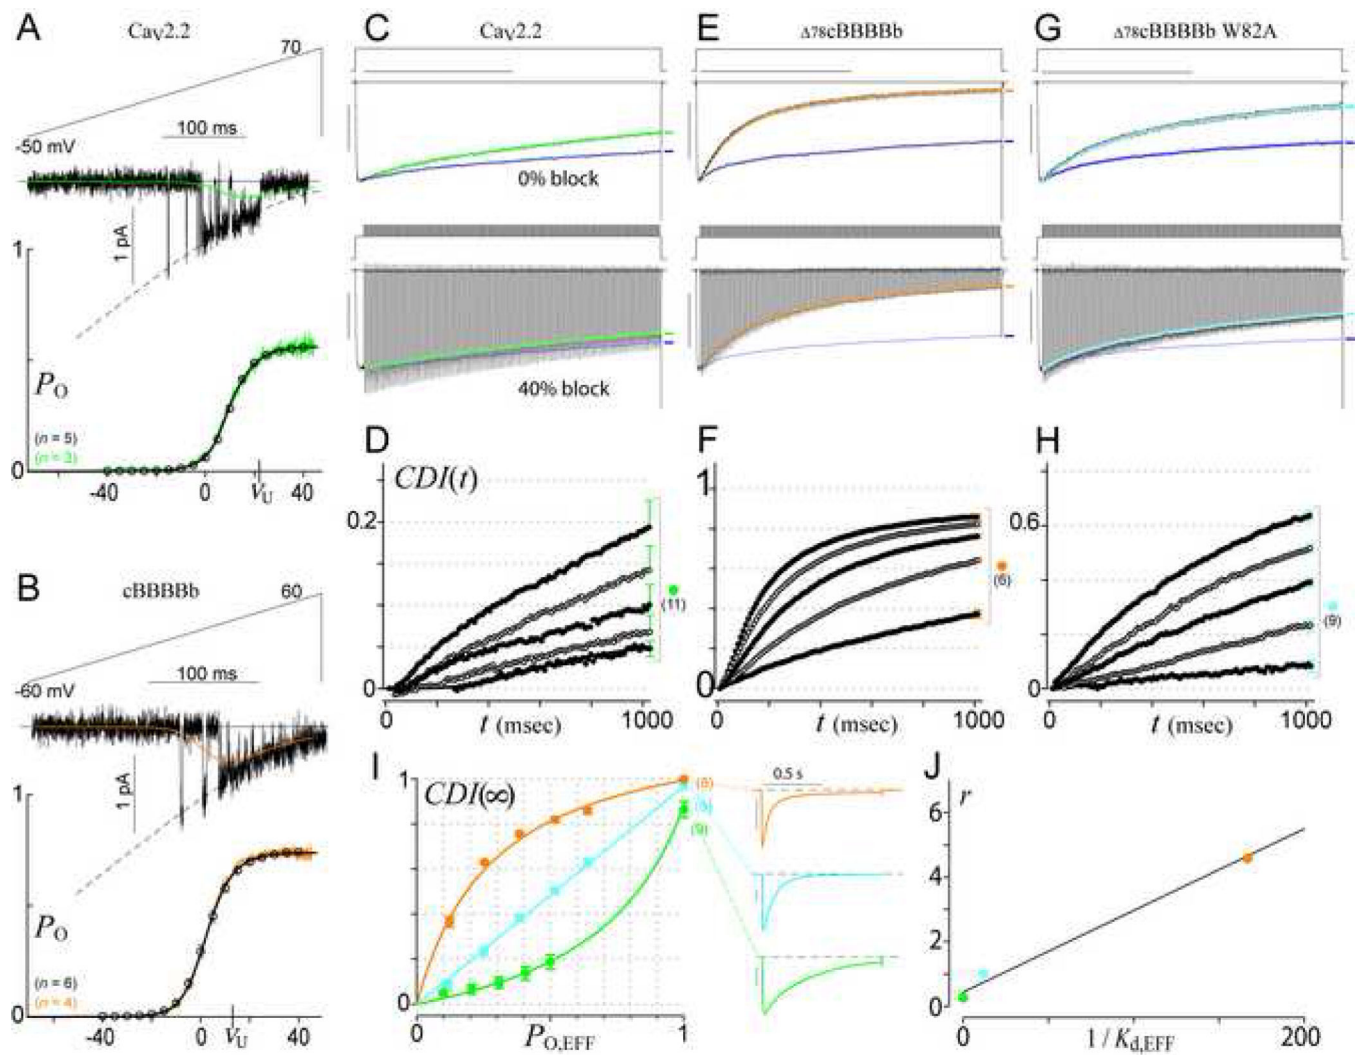 A
CaV2.2
70
100 ms
-50 mV
1 pA
1
PO
(n = 5)
(n = 3)
0
-40
0
VU
40
B
cBBBBb
60
100 ms
-60 mV
1 pA
1
PO
(n = 6)
(n = 4)
0
-40
0
VU
40
C
CaV2.2
0% block
40% block
E
Δ78cBBBBb
G
Δ78cBBBBb W82A
D
CDI(t)
0.2
0
(11)
0
t (msec)
1000
F
1
0
(6)
0
t (msec)
1000
H
0.6
0
(9)
0
t (msec)
1000
I
1
CDI(∞)
0
0
PO,EFF
1
(9)
0.5 s
J
r
6
4
2
0
0
1 / Kd,EFF
200